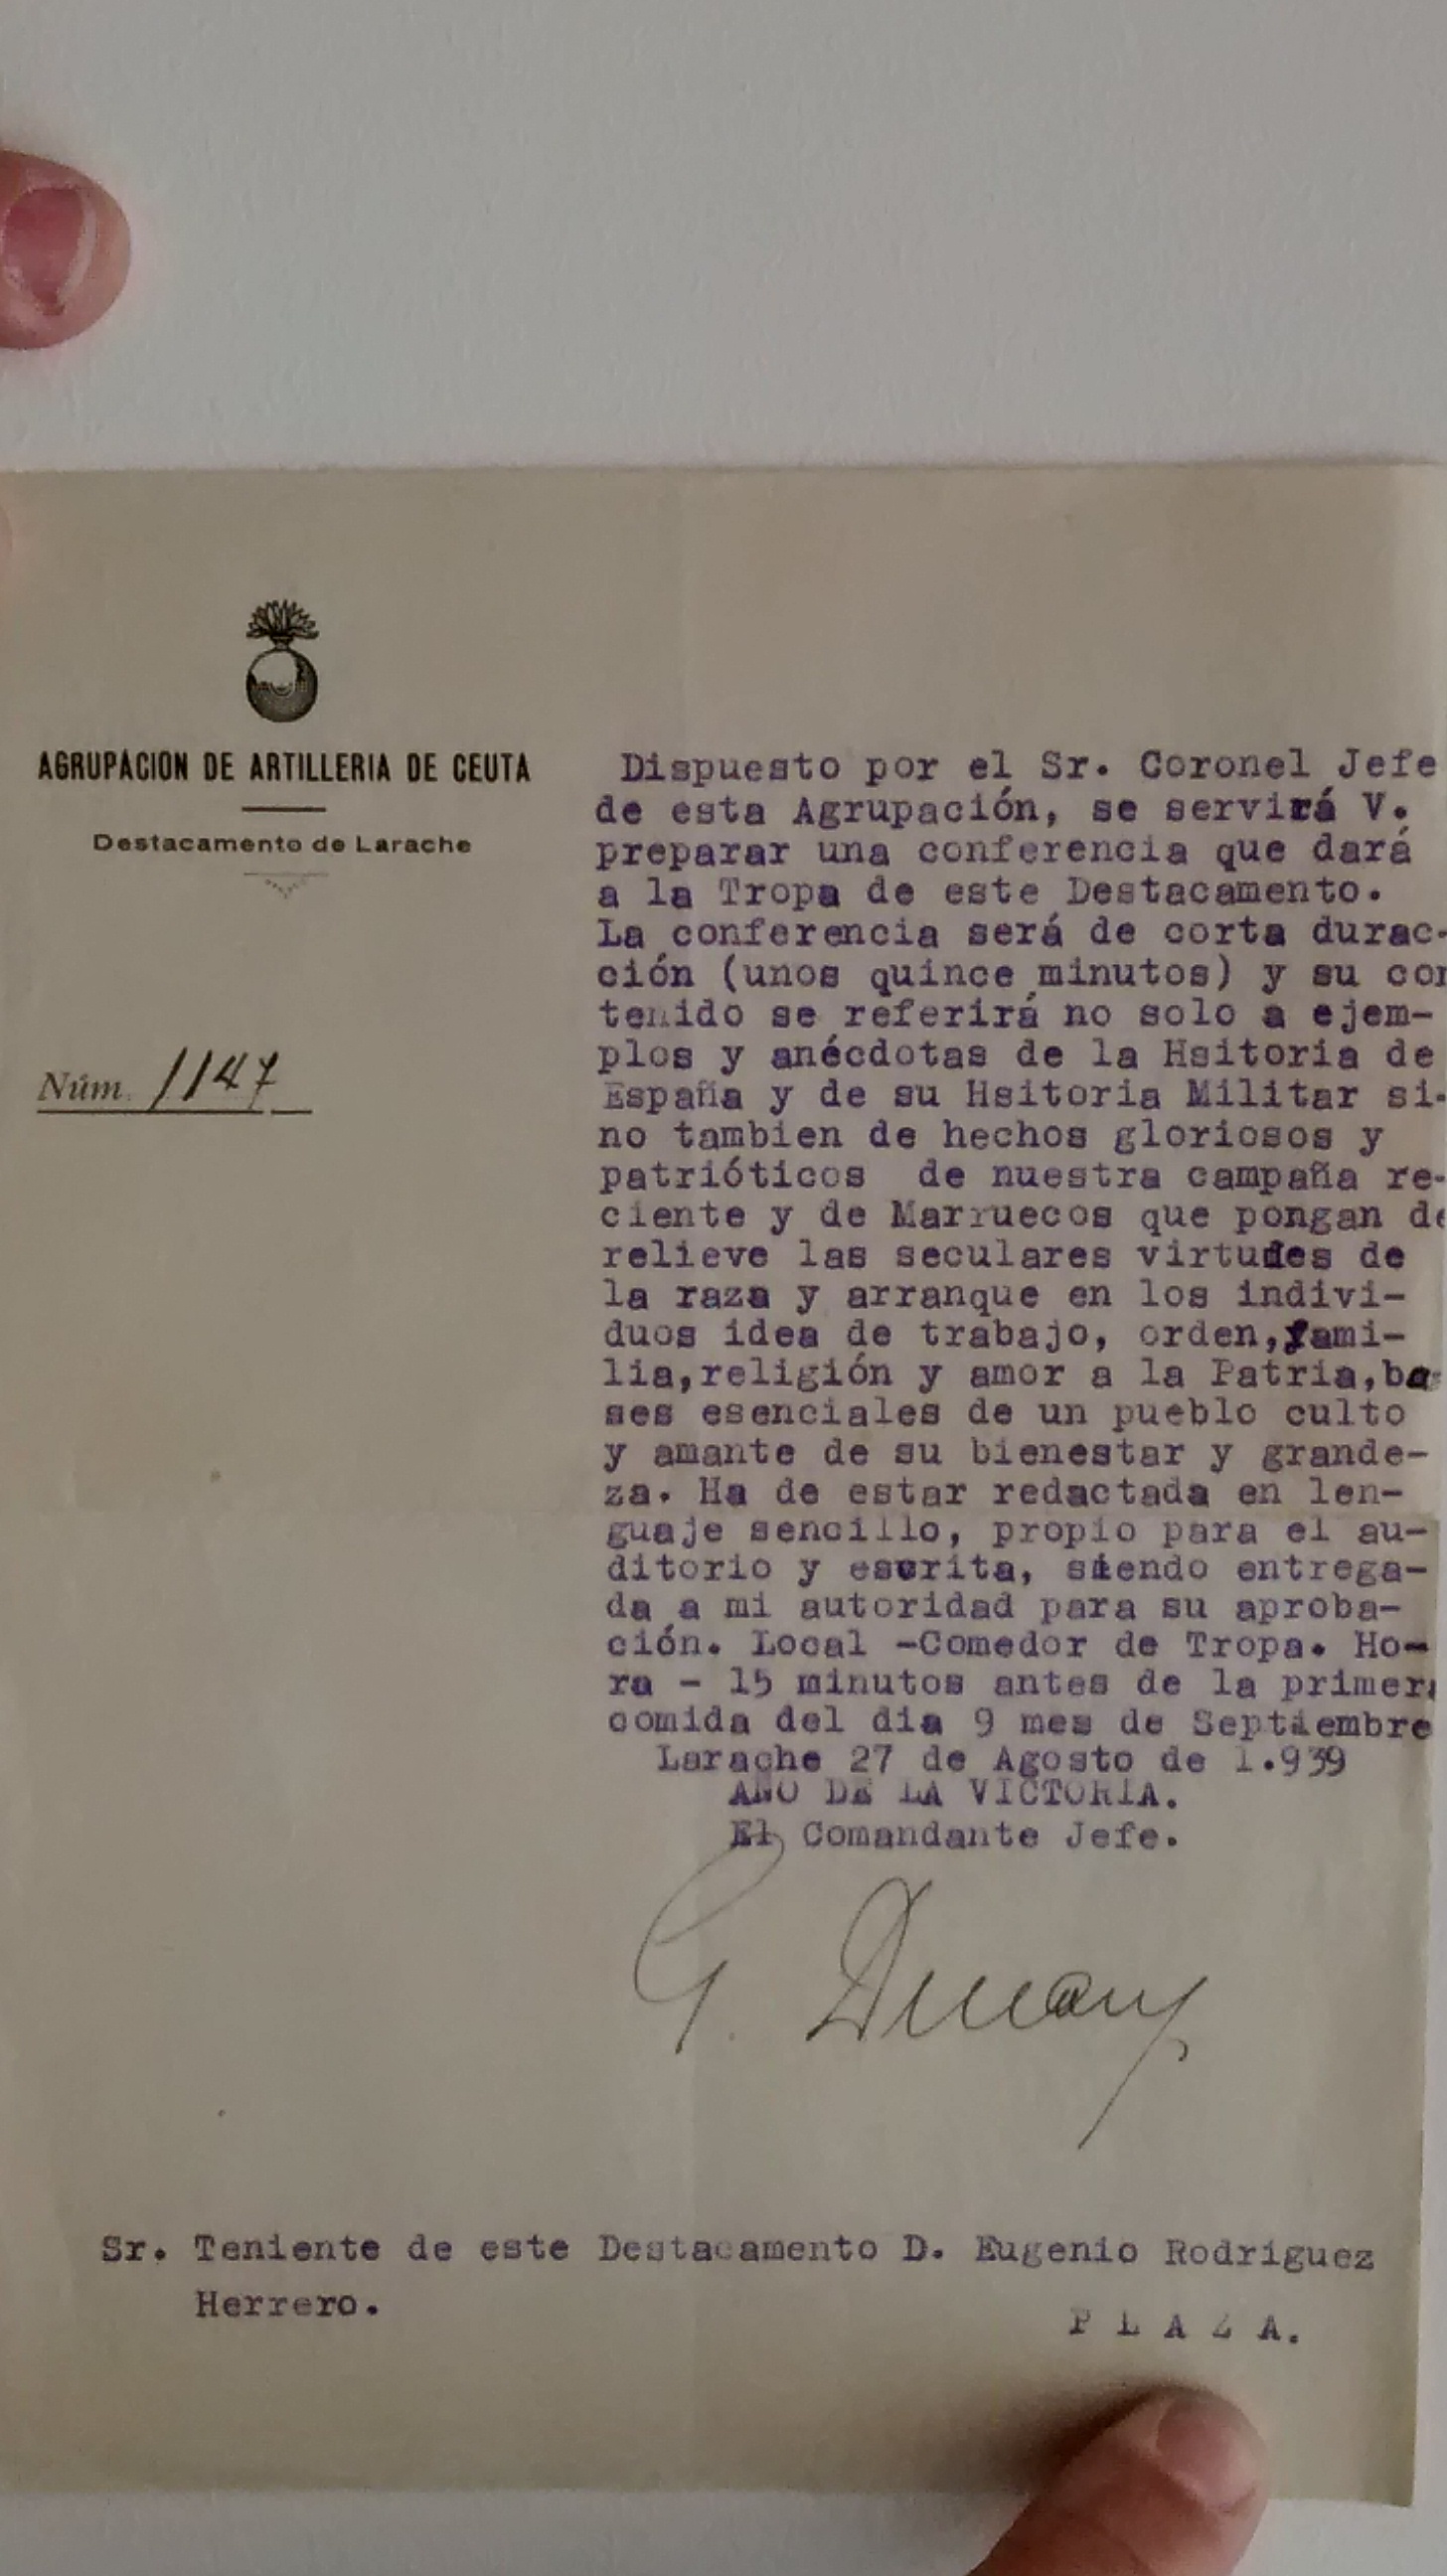 AGRUPACION DE ARTILLERIA DE CEUTA
Destacamento de Larache
Núm. 1147
Dispuesto por el Sr. Coronel Jefe
de esta Agrupación, se servirá V.
preparar una conferencia que dará
a la Tropa de este Destacamento.
La conferencia será de corta durac-
ción (unos quince minutos) y su con
tenido se referirá no solo a ejem-
plos y anécdotas de la Hsitoria de
España y de su Hsitoria Militar si-
no tambien de hechos gloriosos y
patrióticos de nuestra campaña re-
ciente y de Marruecos que pongan de
relieve las seculares virtudes de
la raza y arranque en los indivi-
duos idea de trabajo, orden, fami-
lia, religión y amor a la Patria, ba
ses esenciales de un pueblo culto
y amante de su bienestar y grande-
za. Ha de estar redactada en len-
guaje sencillo, propio para el au-
ditorio y escrita, siendo entrega-
da a mi autoridad para su aproba-
ción. Local -Comedor de Tropa. Ho-
ra - 15 minutos antes de la primera
comida del dia 9 mes de Septiembre
Larache 27 de Agosto de 1.939
AÑO DE LA VICTORIA.
El Comandante Jefe.
Sr. Teniente de este Destacamento D. Eugenio Rodriguez
Herrero.
P L A Z A.